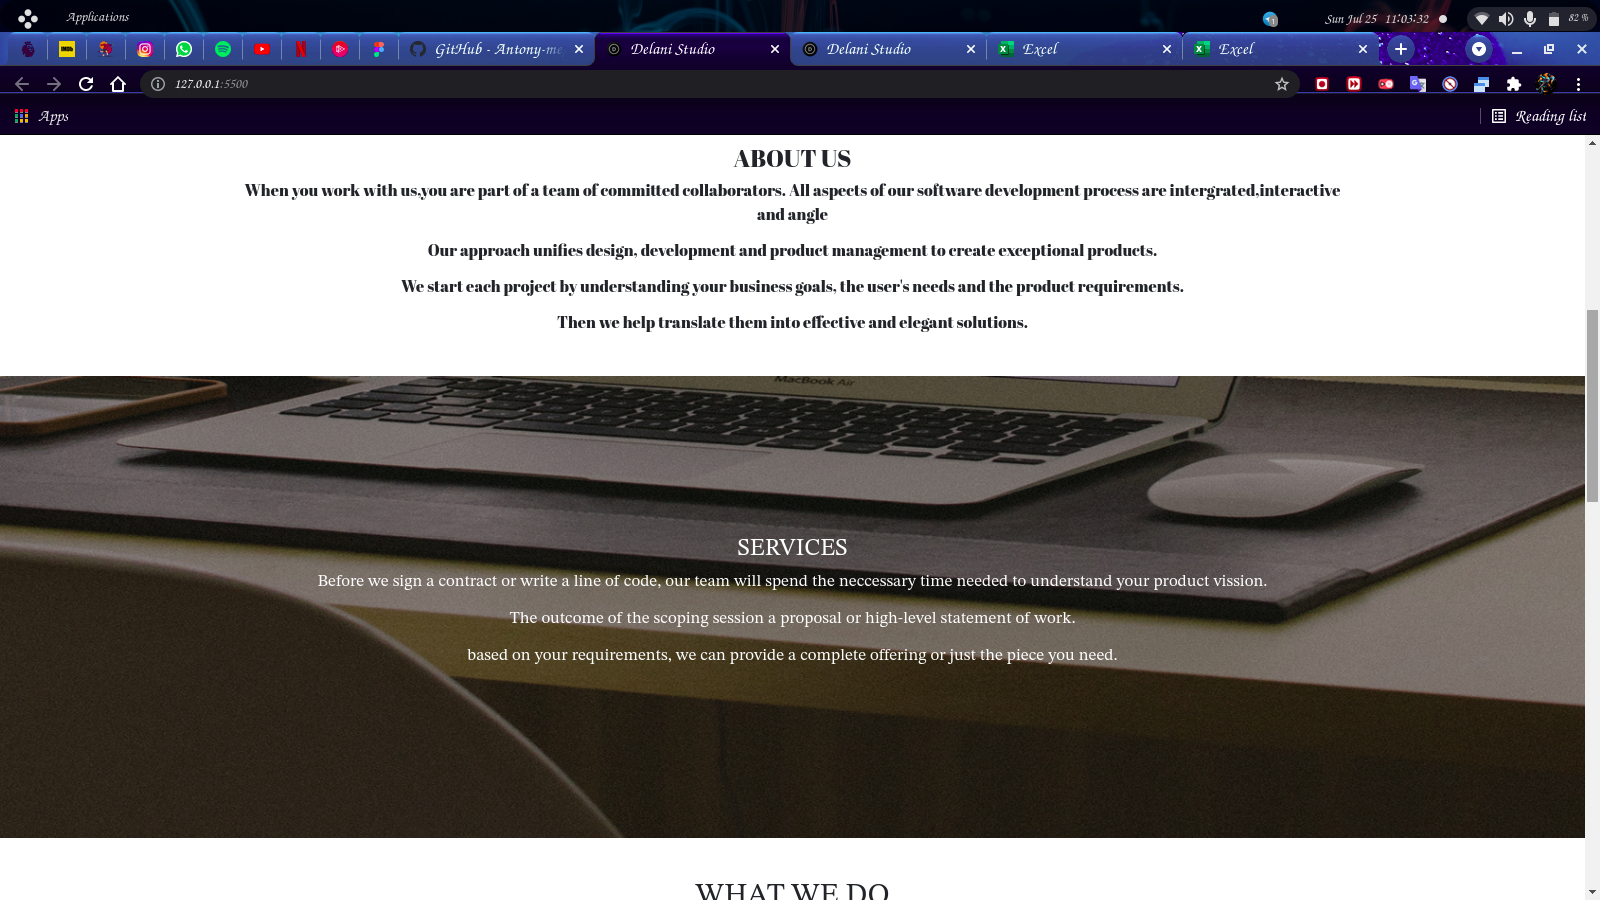 Applications
Sun Jul 25 11:03:32
82 %
GitHub - Antony-me
Delani Studio
Delani Studio
Excel
Excel
127.0.0.1:5500
Apps
Reading list
ABOUT US
When you work with us,you are part of a team of committed collaborators. All aspects of our software development process are intergrated,interactive
and angle
Our approach unifies design, development and product management to create exceptional products.
We start each project by understanding your business goals, the user's needs and the product requirements.
Then we help translate them into effective and elegant solutions.
MacBook Air
SERVICES
Before we sign a contract or write a line of code, our team will spend the neccessary time needed to understand your product vission.
The outcome of the scoping session a proposal or high-level statement of work.
based on your requirements, we can provide a complete offering or just the piece you need.
WHAT WE DO